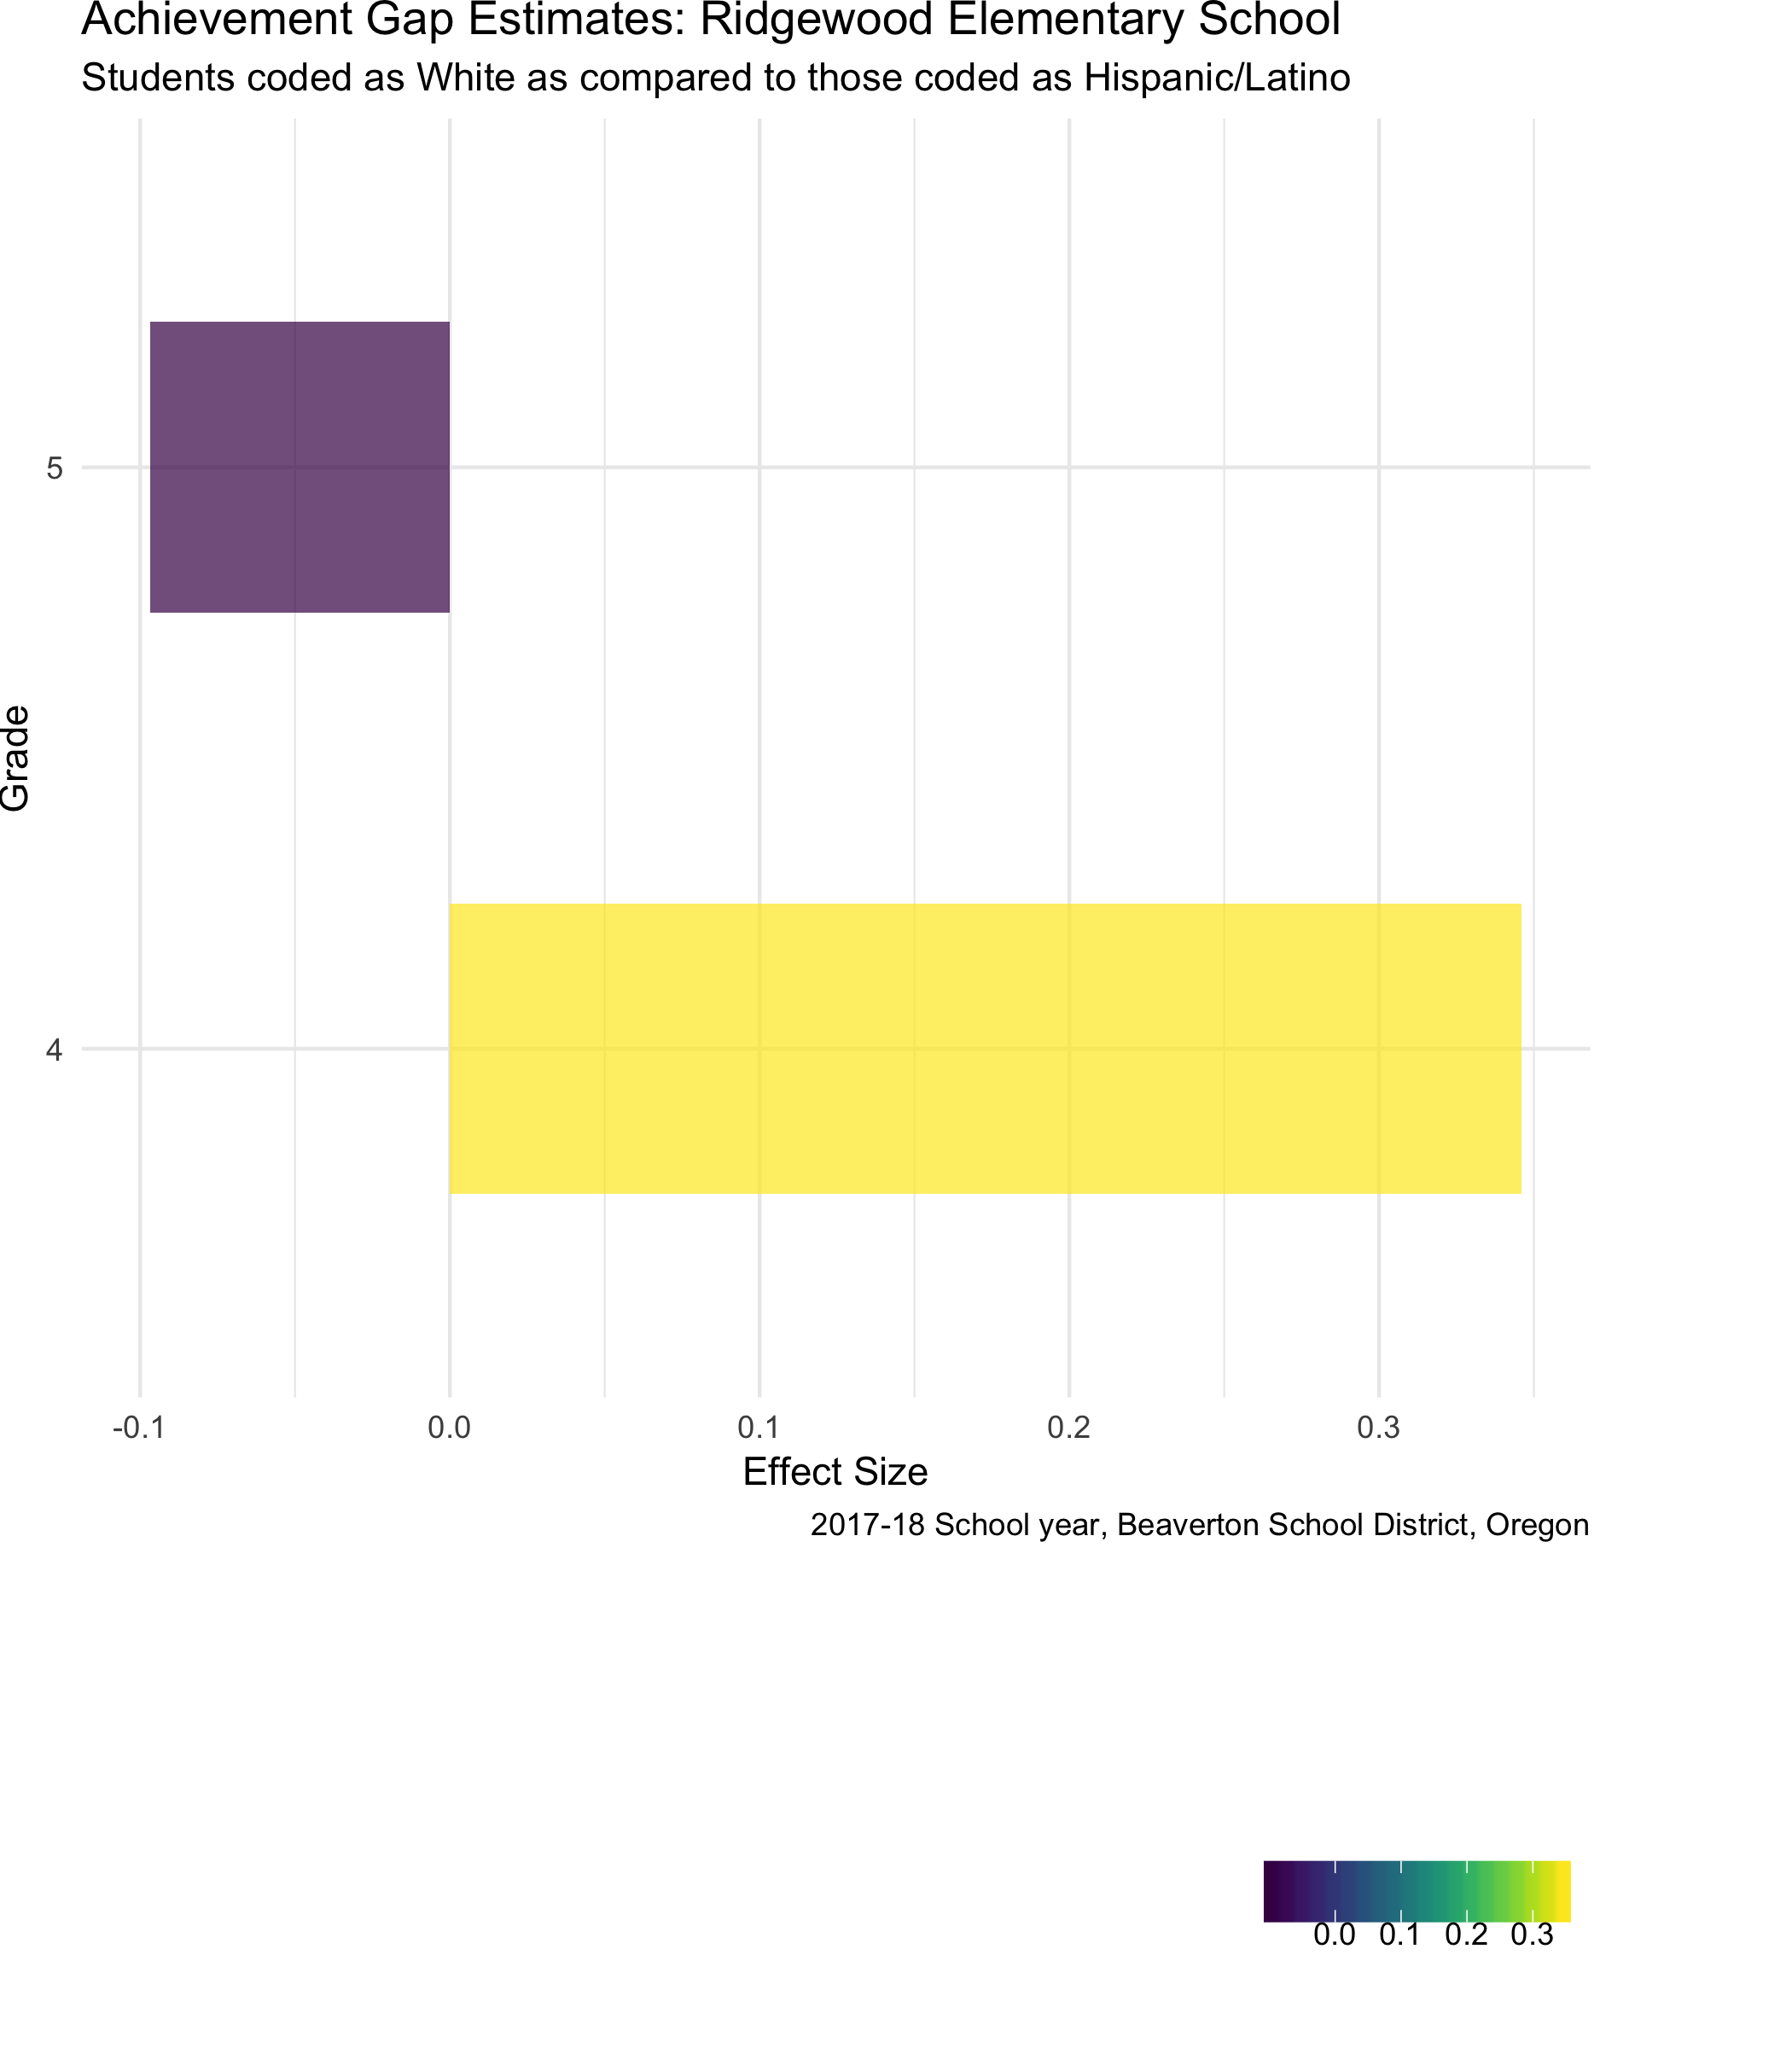 Achievement Gap Estimates: Ridgewood Elementary School
Students coded as White as compared to those coded as Hispanic/Latino
5
Grade
4
-0.1 0.0 0.1 0.2 0.3
Effect Size
2017-18 School year, Beaverton School District, Oregon
0.0 0.1 0.2 0.3